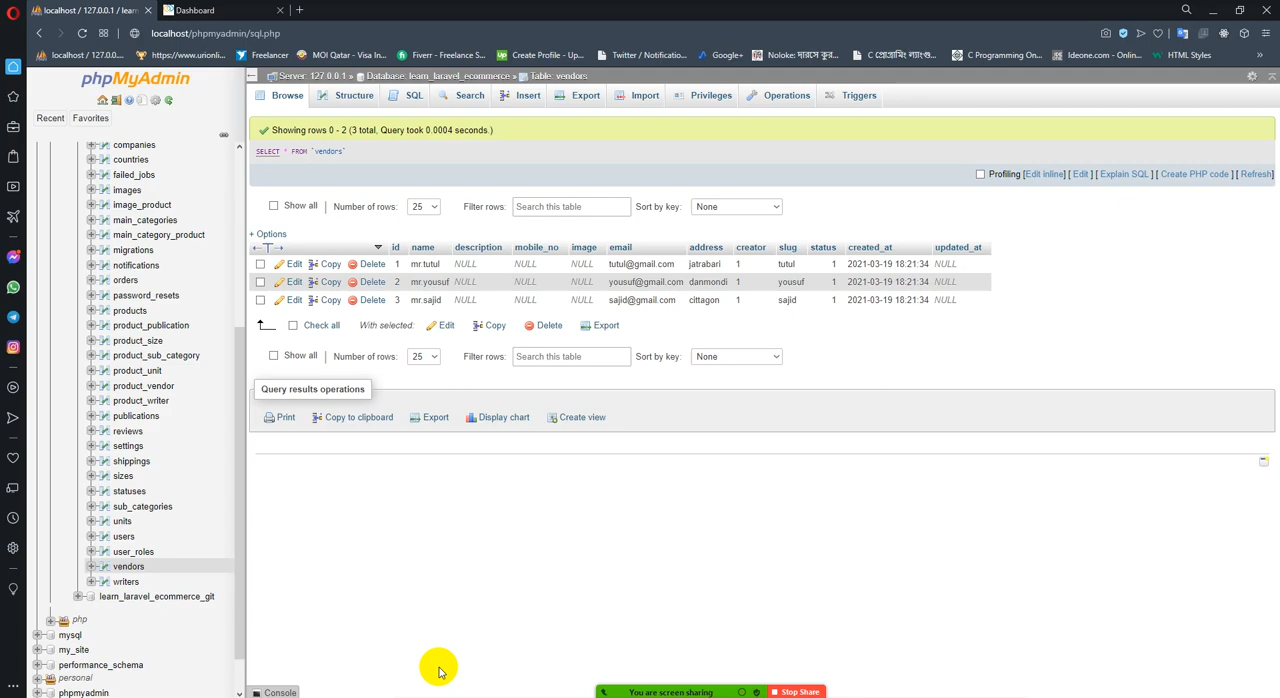 localhost / 127.0.0.1 / learn
Dashboard
localhost/phpmyadmin/sql.php
localhost / 127.0.0....
https://www.urionli...
Freelancer
MOI Qatar - Visa In...
Fiverr - Freelance S...
Create Profile - Up...
Twitter / Notificatio...
Google+
C Programming On...
Ideone.com - Onlin...
HTML Styles
phpMyAdmin
Recent
Favorites
companies
countries
failed_jobs
images
image_product
main_categories
main_category_product
migrations
notifications
orders
password_resets
products
product_publication
product_size
product_sub_category
product_unit
product_vendor
product_writer
publications
reviews
settings
shippings
sizes
statuses
sub_categories
units
users
user_roles
vendors
writers
learn_laravel_ecommerce_git
php
mysql
my_site
performance_schema
personal
phpmyadmin
Server: 127.0.0.1 » Database: learn_laravel_ecommerce » Table: vendors
Browse Structure SQL Search Insert Export Import Privileges Operations Triggers
Showing rows 0 - 2 (3 total, Query took 0.0004 seconds.)
SELECT * FROM `vendors`
Profiling [Edit inline] [ Edit ] [ Explain SQL ] [ Create PHP code ] [ Refresh]
Show all Number of rows: 25 Filter rows: Search this table Sort by key: None
+ Options
←T→ id name description mobile_no image email address creator slug status created_at updated_at
Edit Copy Delete 1 mr.tutul NULL NULL NULL tutul@gmail.com jatrabari 1 tutul 1 2021-03-19 18:21:34 NULL
Edit Copy Delete 2 mr.yousuf NULL NULL NULL yousuf@gmail.com danmondi 1 yousuf 1 2021-03-19 18:21:34 NULL
Edit Copy Delete 3 mr.sajid NULL NULL NULL sajid@gmail.com cittagon 1 sajid 1 2021-03-19 18:21:34 NULL
Check all With selected: Edit Copy Delete Export
Show all Number of rows: 25 Filter rows: Search this table Sort by key: None
Query results operations
Print Copy to clipboard Export Display chart Create view
Console
You are screen sharing
Stop Share